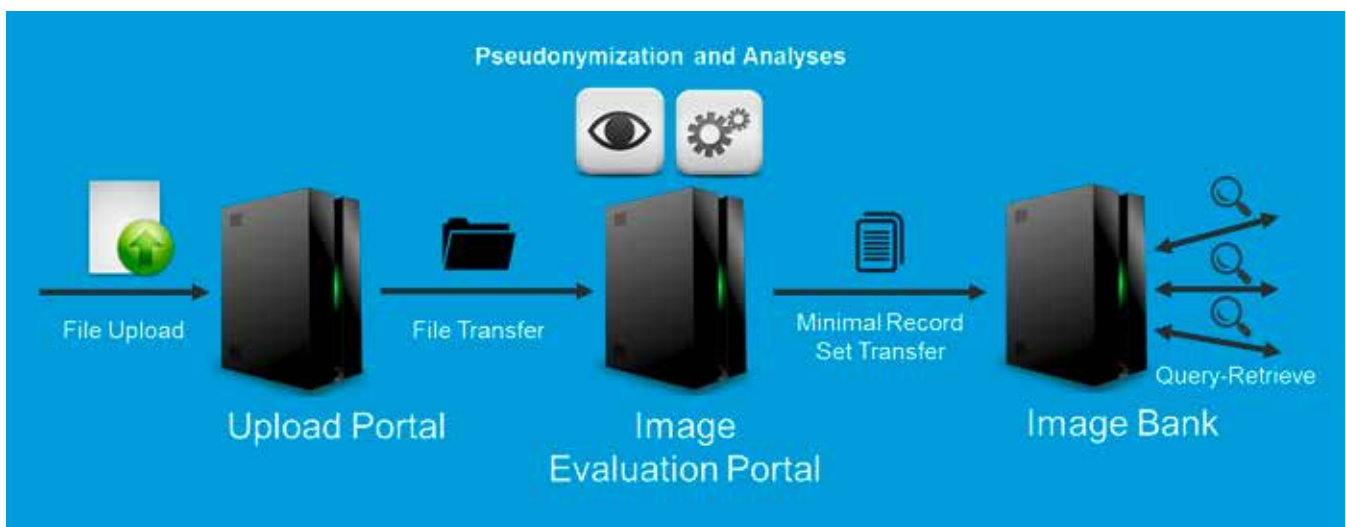 Pseudonymization and Analyses
File Upload
File Transfer
Minimal Record
Set Transfer
Query-Retrieve
Upload Portal
Image
Evaluation Portal
Image Bank